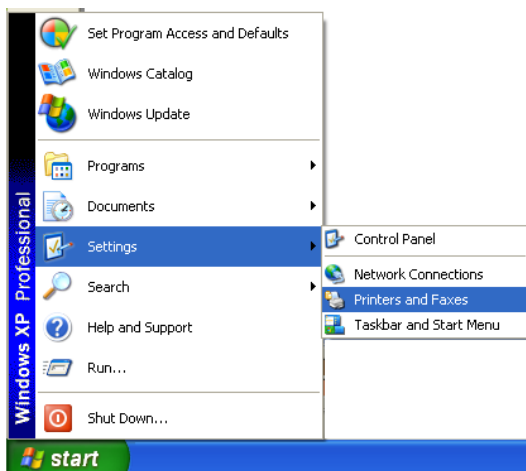 Set Program Access and Defaults
Windows Catalog
Windows Update
Programs
Documents
Settings
Search
Help and Support
Run...
Shut Down...
Windows XP Professional
Control Panel
Network Connections
Printers and Faxes
Taskbar and Start Menu
start